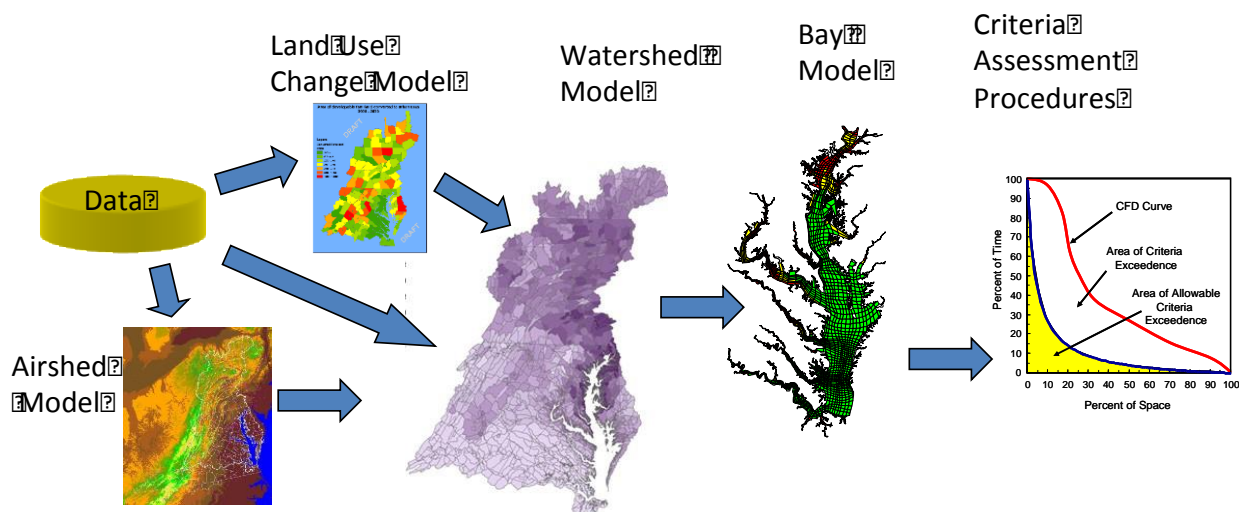 Land Use
Change Model
Watershed
Model
Bay
Model
Criteria
Assessment
Procedures
Data
Airshed
Model
DRAFT
DRAFT
100
90
80
70
60
50
40
30
20
10
0
Percent of Time
CFD Curve
Area of Criteria
Exceedence
Area of Allowable
Criteria
Exceedence
0 10 20 30 40 50 60 70 80 90 100
Percent of Space